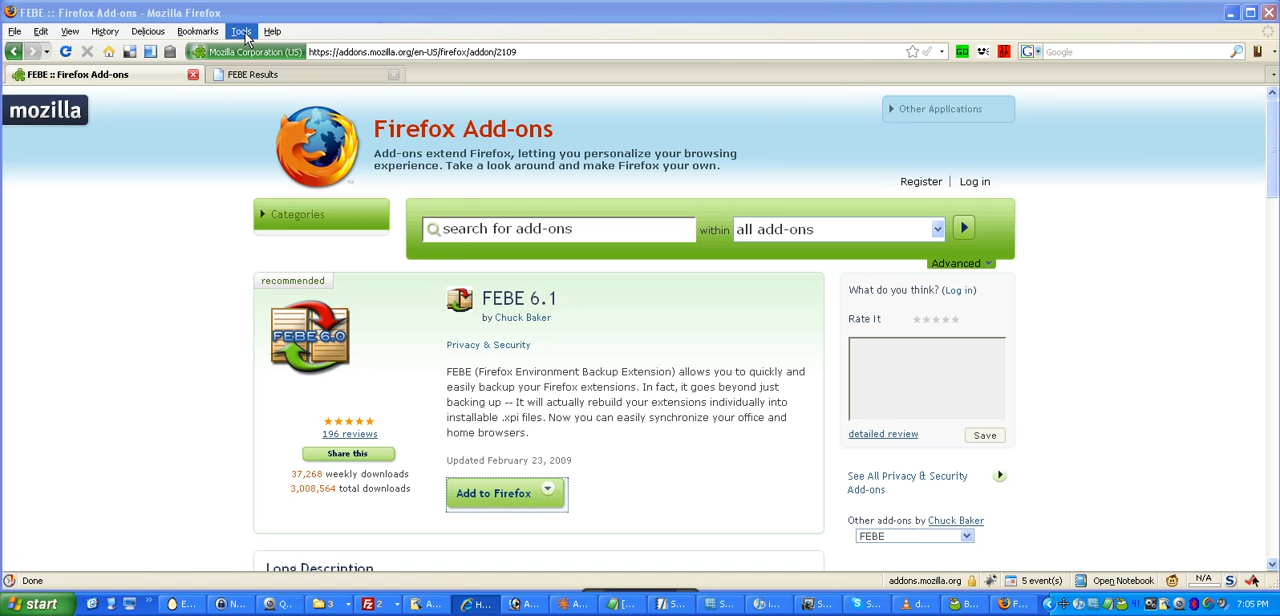 FEBE :: Firefox Add-ons - Mozilla Firefox
File Edit View History Delicious Bookmarks Tools Help
Mozilla Corporation (US) https://addons.mozilla.org/en-US/firefox/addon/2109
G Google
FEBE :: Firefox Add-ons FEBE Results
mozilla
Other Applications
Firefox Add-ons
Add-ons extend Firefox, letting you personalize your browsing
experience. Take a look around and make Firefox your own.
Register | Log in
Categories
search for add-ons within all add-ons
Advanced
recommended
FEBE 6.0
FEBE 6.1
by Chuck Baker
Privacy & Security
FEBE (Firefox Environment Backup Extension) allows you to quickly and
easily backup your Firefox extensions. In fact, it goes beyond just
backing up -- It will actually rebuild your extensions individually into
installable .xpi files. Now you can easily synchronize your office and
home browsers.
Updated February 23, 2009
Add to Firefox
196 reviews
Share this
37,268 weekly downloads
3,008,564 total downloads
What do you think? (Log in)
Rate It
detailed review Save
See All Privacy & Security
Add-ons
Other add-ons by Chuck Baker
FEBE
Long Description
Done addons.mozilla.org 5 event(s) Open Notebook N/A S
start E... N... Q... 3 2 A... H... A... A... [... S... S... I... S... S... d... B... F... 7:05 PM